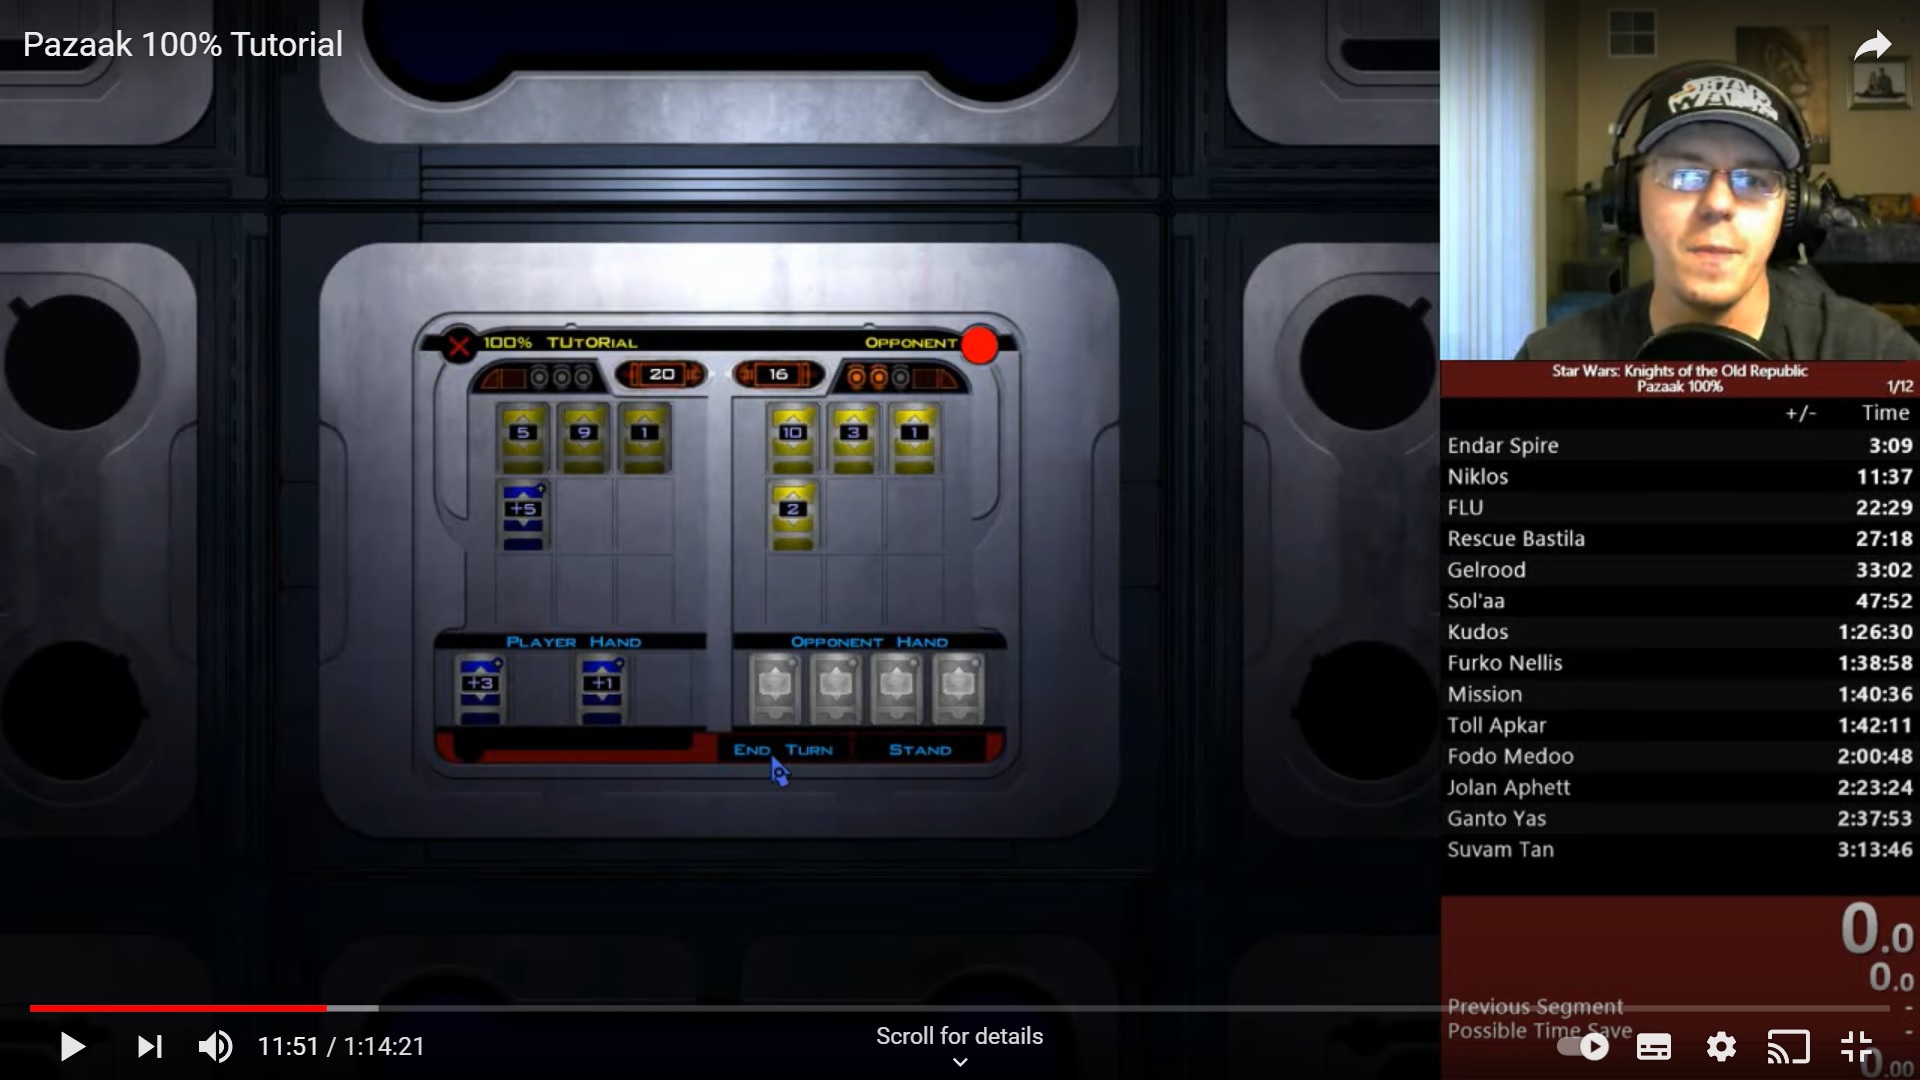 Pazaak 100% Tutorial
STAR WARS
100% TUTORIAL
OPPONENT
20
16
5 9 1
10 3 1
+5
2
PLAYER HAND
OPPONENT HAND
+3 +1
END TURN
STAND
Star Wars: Knights of the Old Republic
Pazaak 100%
1/12
+/- Time
Endar Spire 3:09
Niklos 11:37
FLU 22:29
Rescue Bastila 27:18
Gelrood 33:02
Sol'aa 47:52
Kudos 1:26:30
Furko Nellis 1:38:58
Mission 1:40:36
Toll Apkar 1:42:11
Fodo Medoo 2:00:48
Jolan Aphett 2:23:24
Ganto Yas 2:37:53
Suvam Tan 3:13:46
0.0
0.0
Previous Segment -
Possible Time Save -
0.00
11:51 / 1:14:21
Scroll for details